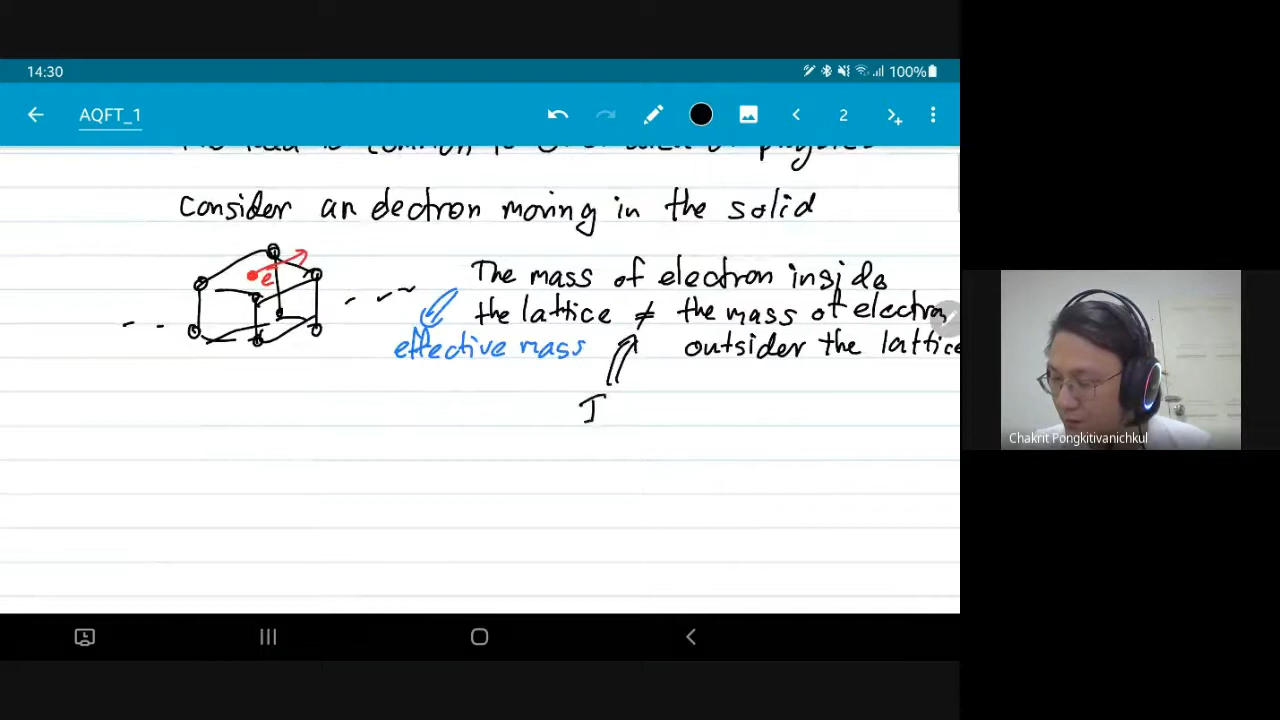 14:30
100%
AQFT_1
2
Consider an electron moving in the solid
e
The mass of electron inside
the lattice ≠ the mass of electron
effective mass
outsider the lattice
I
Chakrit Pongkitivanichkul